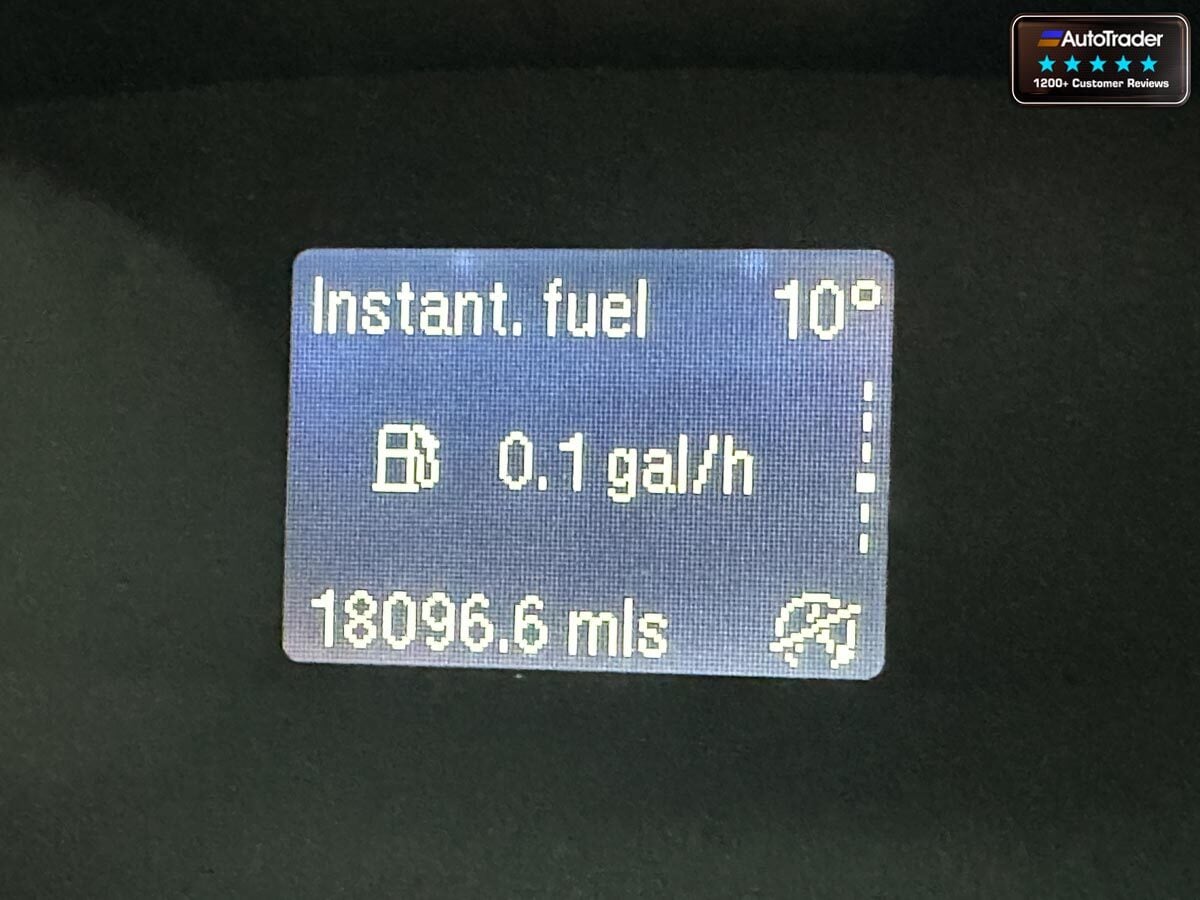 AutoTrader
1200+ Customer Reviews
Instant. fuel 10°
0.1 gal/h
18096.6 mls